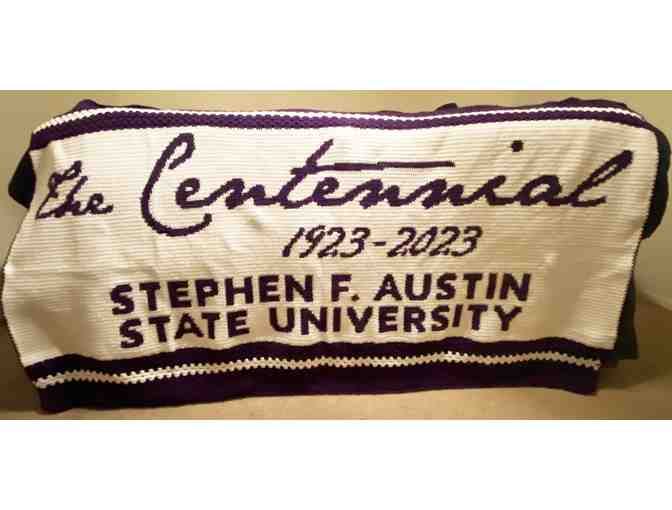 The Centennial
1923-2023
STEPHEN F. AUSTIN
STATE UNIVERSITY